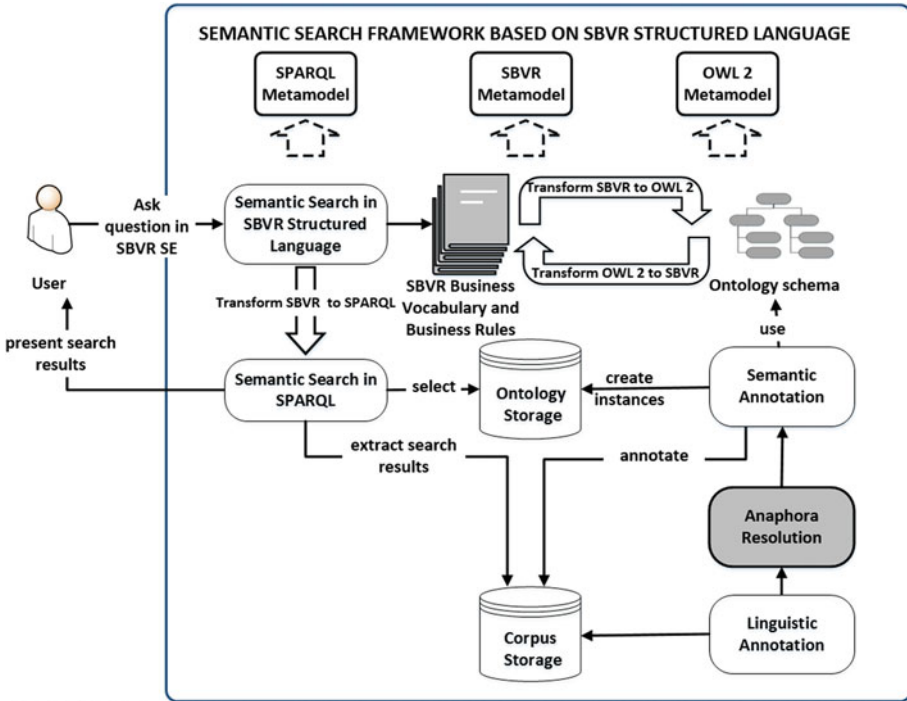 SEMANTIC SEARCH FRAMEWORK BASED ON SBVR STRUCTURED LANGUAGE
SPARQL
Metamodel
SBVR
Metamodel
OWL 2
Metamodel
Ask
question in
SBVR SE
Semantic Search in
SBVR Structured
Language
Transform SBVR to OWL 2
Transform OWL 2 to SBVR
User
Transform SBVR to SPARQL
SBVR Business
Vocabulary and
Business Rules
Ontology schema
present search
results
use
Semantic Search in
SPARQL
select
Ontology
Storage
create
instances
Semantic
Annotation
extract search
results
annotate
Anaphora
Resolution
Corpus
Storage
Linguistic
Annotation